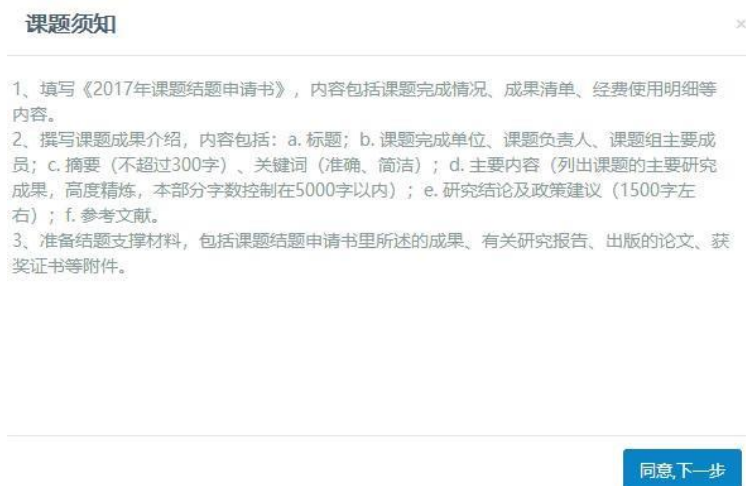 课题须知
×
1、填写《2017年课题结题申请书》，内容包括课题完成情况、成果清单、经费使用明细等
内容。
2、撰写课题成果介绍，内容包括：a. 标题；b. 课题完成单位、课题负责人、课题组主要成
员；c. 摘要（不超过300字）、关键词（准确、简洁）；d. 主要内容（列出课题的主要研究
成果，高度精炼，本部分字数控制在5000字以内）；e. 研究结论及政策建议（1500字左
右）；f. 参考文献。
3、准备结题支撑材料，包括课题结题申请书里所述的成果、有关研究报告、出版的论文、获
奖证书等附件。
同意,下一步